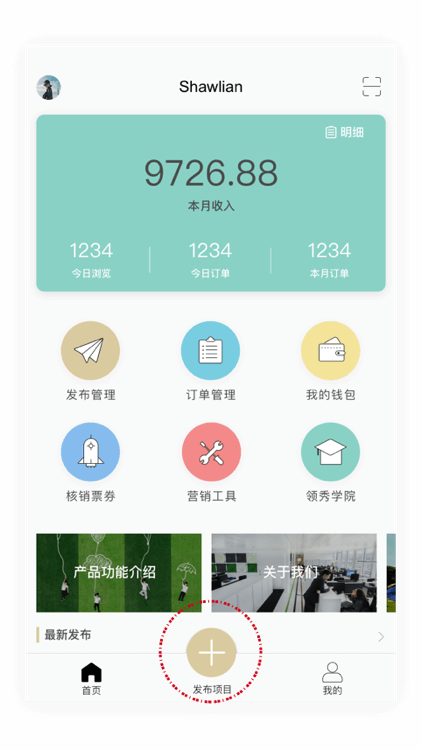 Shawlian
明细
9726.88
本月收入
1234 1234 1234
今日浏览 今日订单 本月订单
发布管理 订单管理 我的钱包
核销票券 营销工具 领秀学院
产品功能介绍 关于我们
最新发布
首页 发布项目 我的